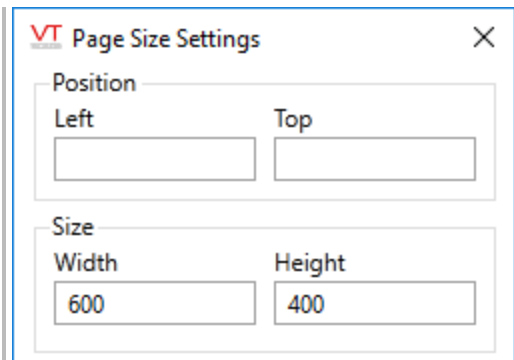 VT Page Size Settings
Position
Left Top
Size
Width Height
600 400